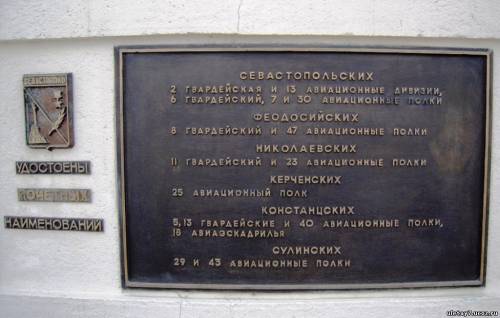 СЕВАСТОПОЛЬ
УДОСТОЕНЫ
ПОЧЕТНЫХ
НАИМЕНОВАНИЙ
СЕВАСТОПОЛЬСКИХ
2 ГВАРДЕЙСКАЯ И 13 АВИАЦИОННЫЕ ДИВИЗИИ,
6 ГВАРДЕЙСКИЙ, 7 И 30 АВИАЦИОННЫЕ ПОЛКИ
ФЕОДОСИЙСКИХ
8 ГВАРДЕЙСКИЙ И 47 АВИАЦИОННЫЕ ПОЛКИ
НИКОЛАЕВСКИХ
11 ГВАРДЕЙСКИЙ И 23 АВИАЦИОННЫЕ ПОЛКИ
КЕРЧЕНСКИХ
25 АВИАЦИОННЫЙ ПОЛК
КОНСТАНЦСКИХ
5,13 ГВАРДЕЙСКИЕ И 40 АВИАЦИОННЫЕ ПОЛКИ,
18 АВИАЭСКАДРИЛЬЯ
СУЛИНСКИХ
29 И 43 АВИАЦИОННЫЕ ПОЛКИ